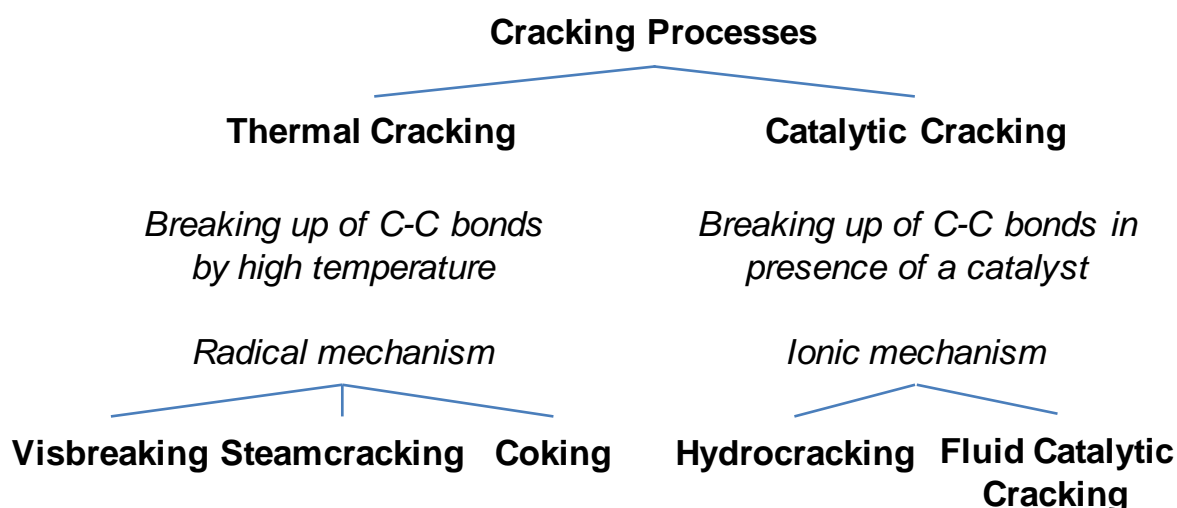 Cracking Processes
Thermal Cracking
Catalytic Cracking
Breaking up of C-C bonds
by high temperature
Breaking up of C-C bonds in
presence of a catalyst
Radical mechanism
Ionic mechanism
Visbreaking
Steamcracking
Coking
Hydrocracking
Fluid Catalytic
Cracking